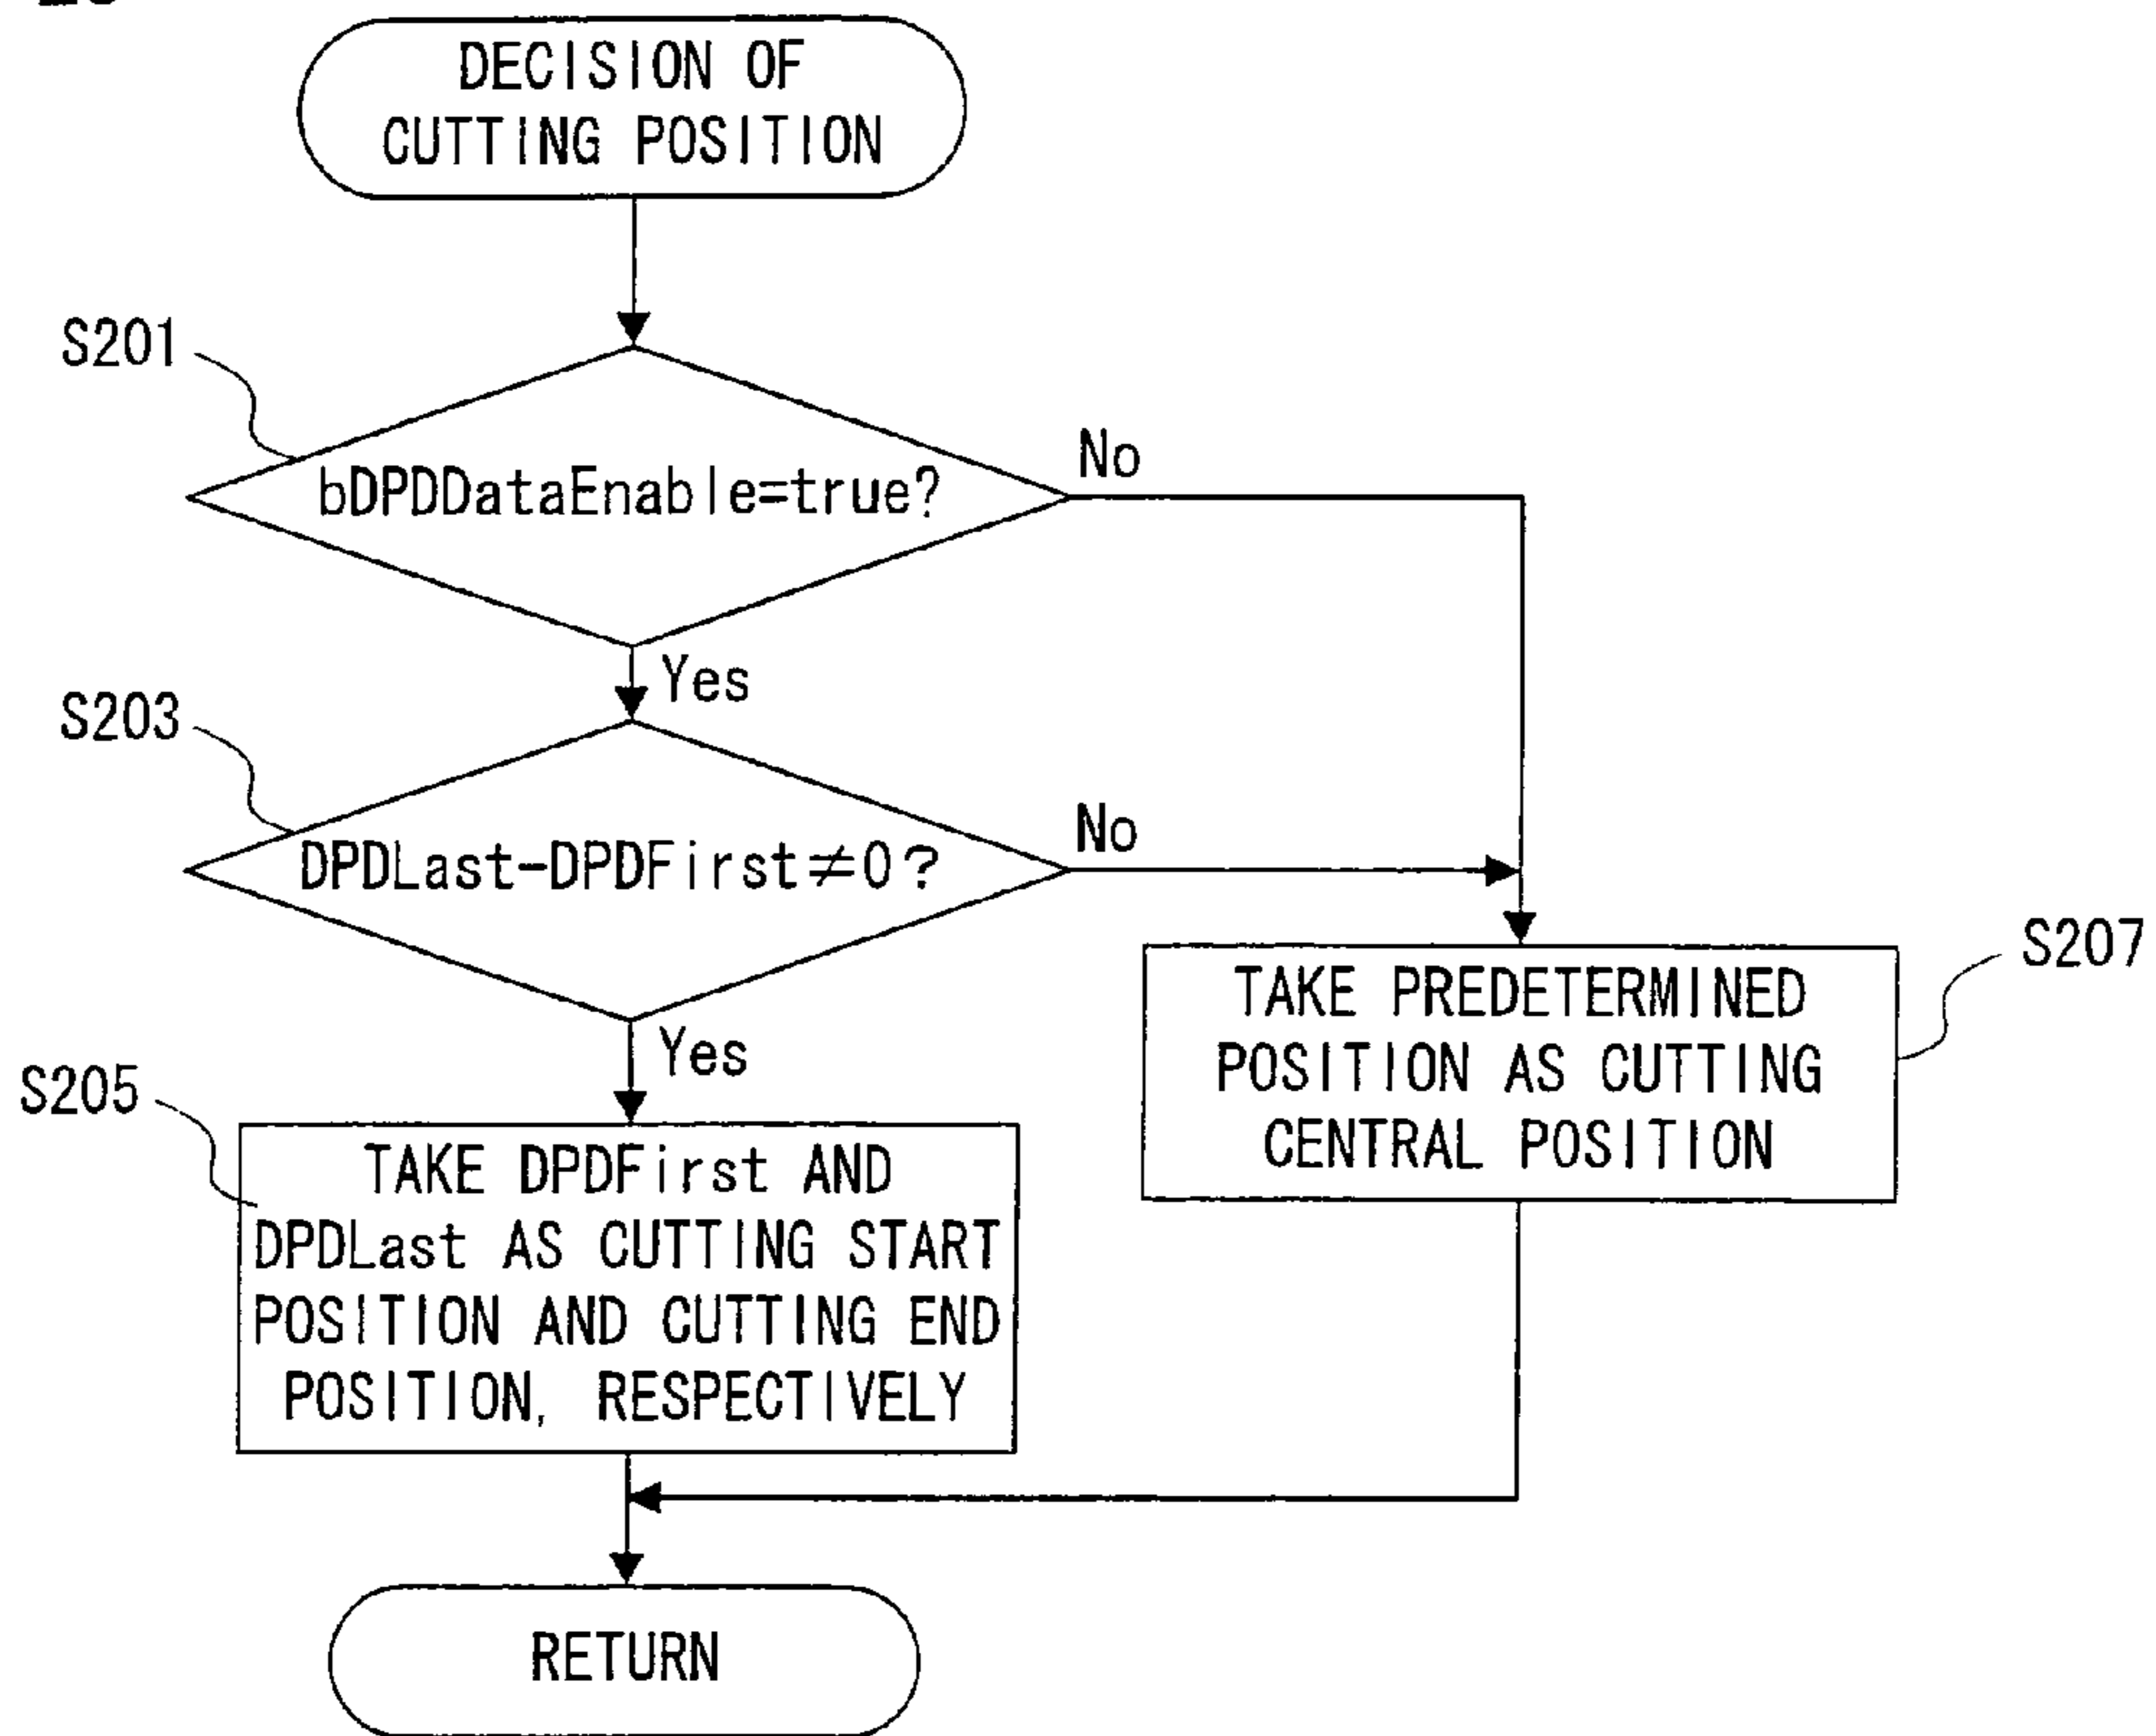 DECISION OF
CUTTING POSITION
S201
bDPDDataEnable=true?
No
Yes
S203
DPDLast-DPDFirst≠0?
No
Yes
S207
TAKE PREDETERMINED
POSITION AS CUTTING
CENTRAL POSITION
S205
TAKE DPDFirst AND
DPDLast AS CUTTING START
POSITION AND CUTTING END
POSITION, RESPECTIVELY
RETURN